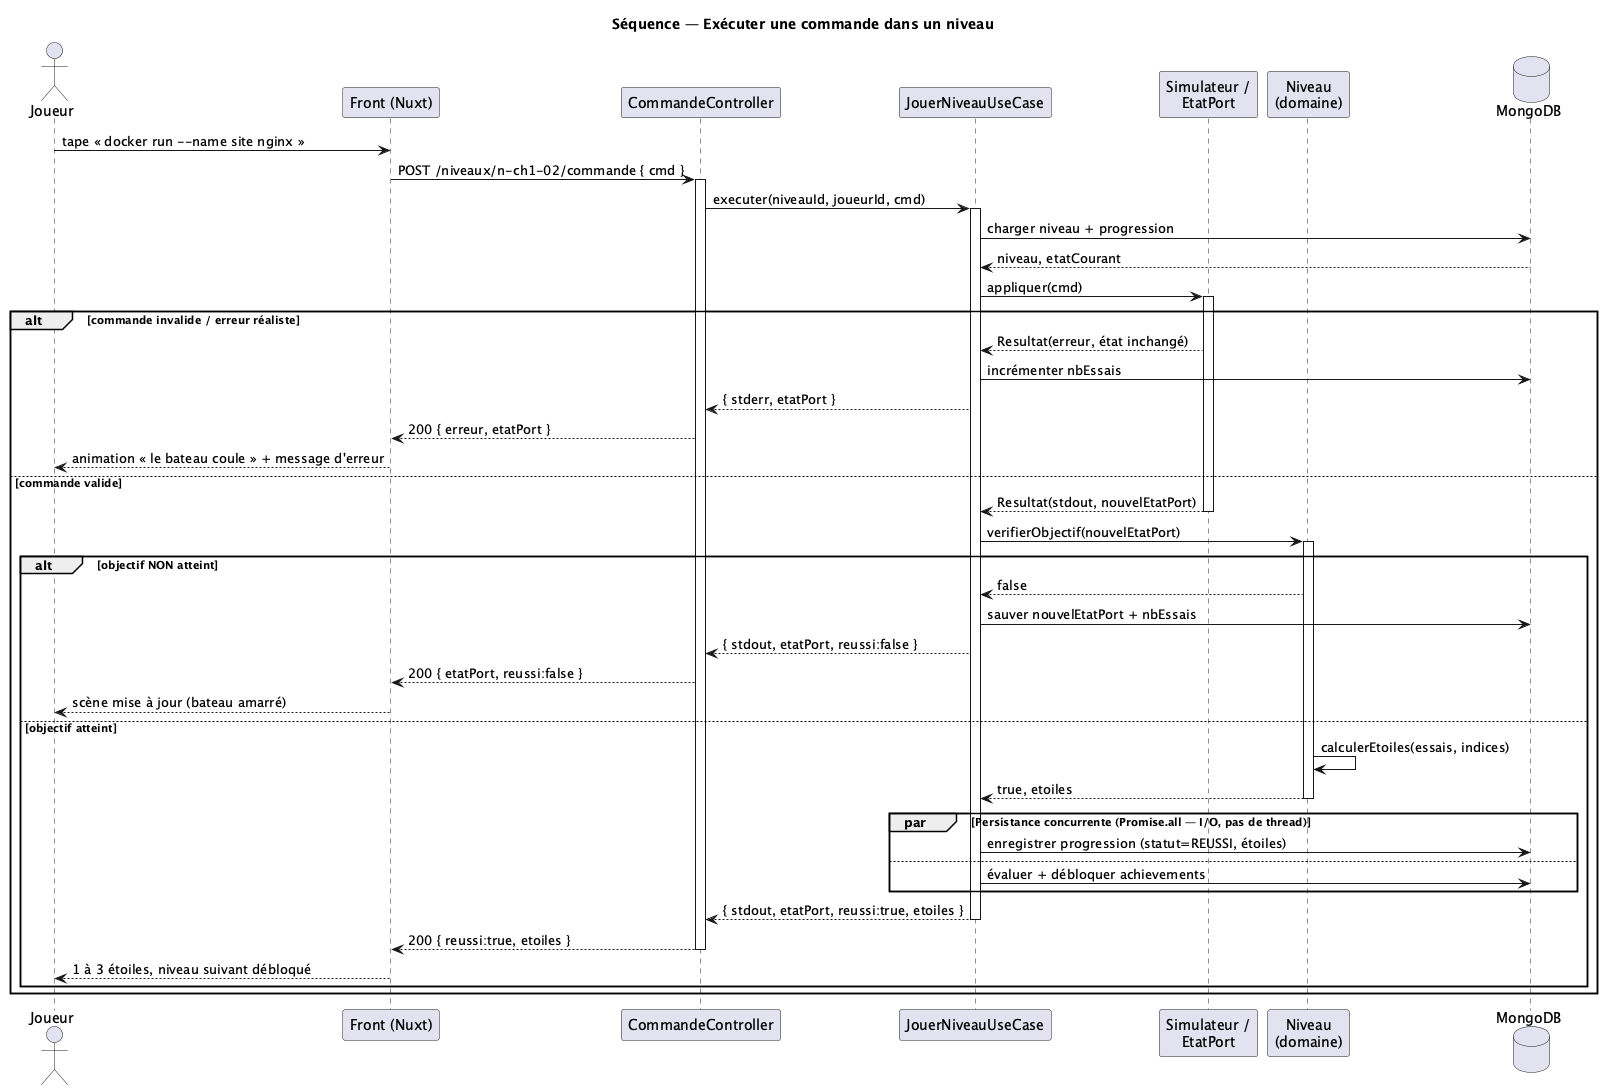 Séquence — Exécuter une commande dans un niveau
Joueur
Front (Nuxt)
CommandeController
JouerNiveauUseCase
Simulateur /
EtatPort
Niveau
(domaine)
MongoDB
tape « docker run --name site nginx »
POST /niveaux/n-ch1-02/commande { cmd }
executer(niveauId, joueurId, cmd)
charger niveau + progression
niveau, etatCourant
appliquer(cmd)
alt [commande invalide / erreur réaliste]
Resultat(erreur, état inchangé)
incrémenter nbEssais
{ stderr, etatPort }
200 { erreur, etatPort }
animation « le bateau coule » + message d'erreur
[commande valide]
Resultat(stdout, nouvelEtatPort)
verifierObjectif(nouvelEtatPort)
alt [objectif NON atteint]
false
sauver nouvelEtatPort + nbEssais
{ stdout, etatPort, reussi:false }
200 { etatPort, reussi:false }
scène mise à jour (bateau amarré)
[objectif atteint]
calculerEtoiles(essais, indices)
true, etoiles
par [Persistance concurrente (Promise.all — I/O, pas de thread)]
enregistrer progression (statut=REUSSI, étoiles)
évaluer + débloquer achievements
{ stdout, etatPort, reussi:true, etoiles }
200 { reussi:true, etoiles }
1 à 3 étoiles, niveau suivant débloqué
Joueur
Front (Nuxt)
CommandeController
JouerNiveauUseCase
Simulateur /
EtatPort
Niveau
(domaine)
MongoDB